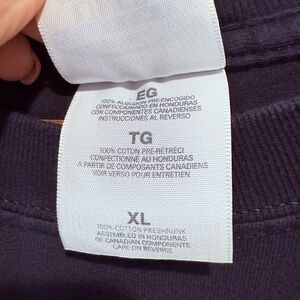 EG
100% ALGODON PRE-ENCOGIDO
CONFECCIONADO EN HONDURAS
CON COMPONENTES CANADIENSES
INSTRUCCIONES AL REVERSO
TG
100% COTON PRÉ-RÉTRÉCI
CONFECTIONNÉ AU HONDURAS
A PARTIR DE COMPOSANTS CANADIENS
VOIR VERSO POUR ENTRETIEN
XL
100% COTTON PRESHRUNK
ASSEMBLED IN HONDURAS
OF CANADIAN COMPONENTS
CARE ON REVERSE